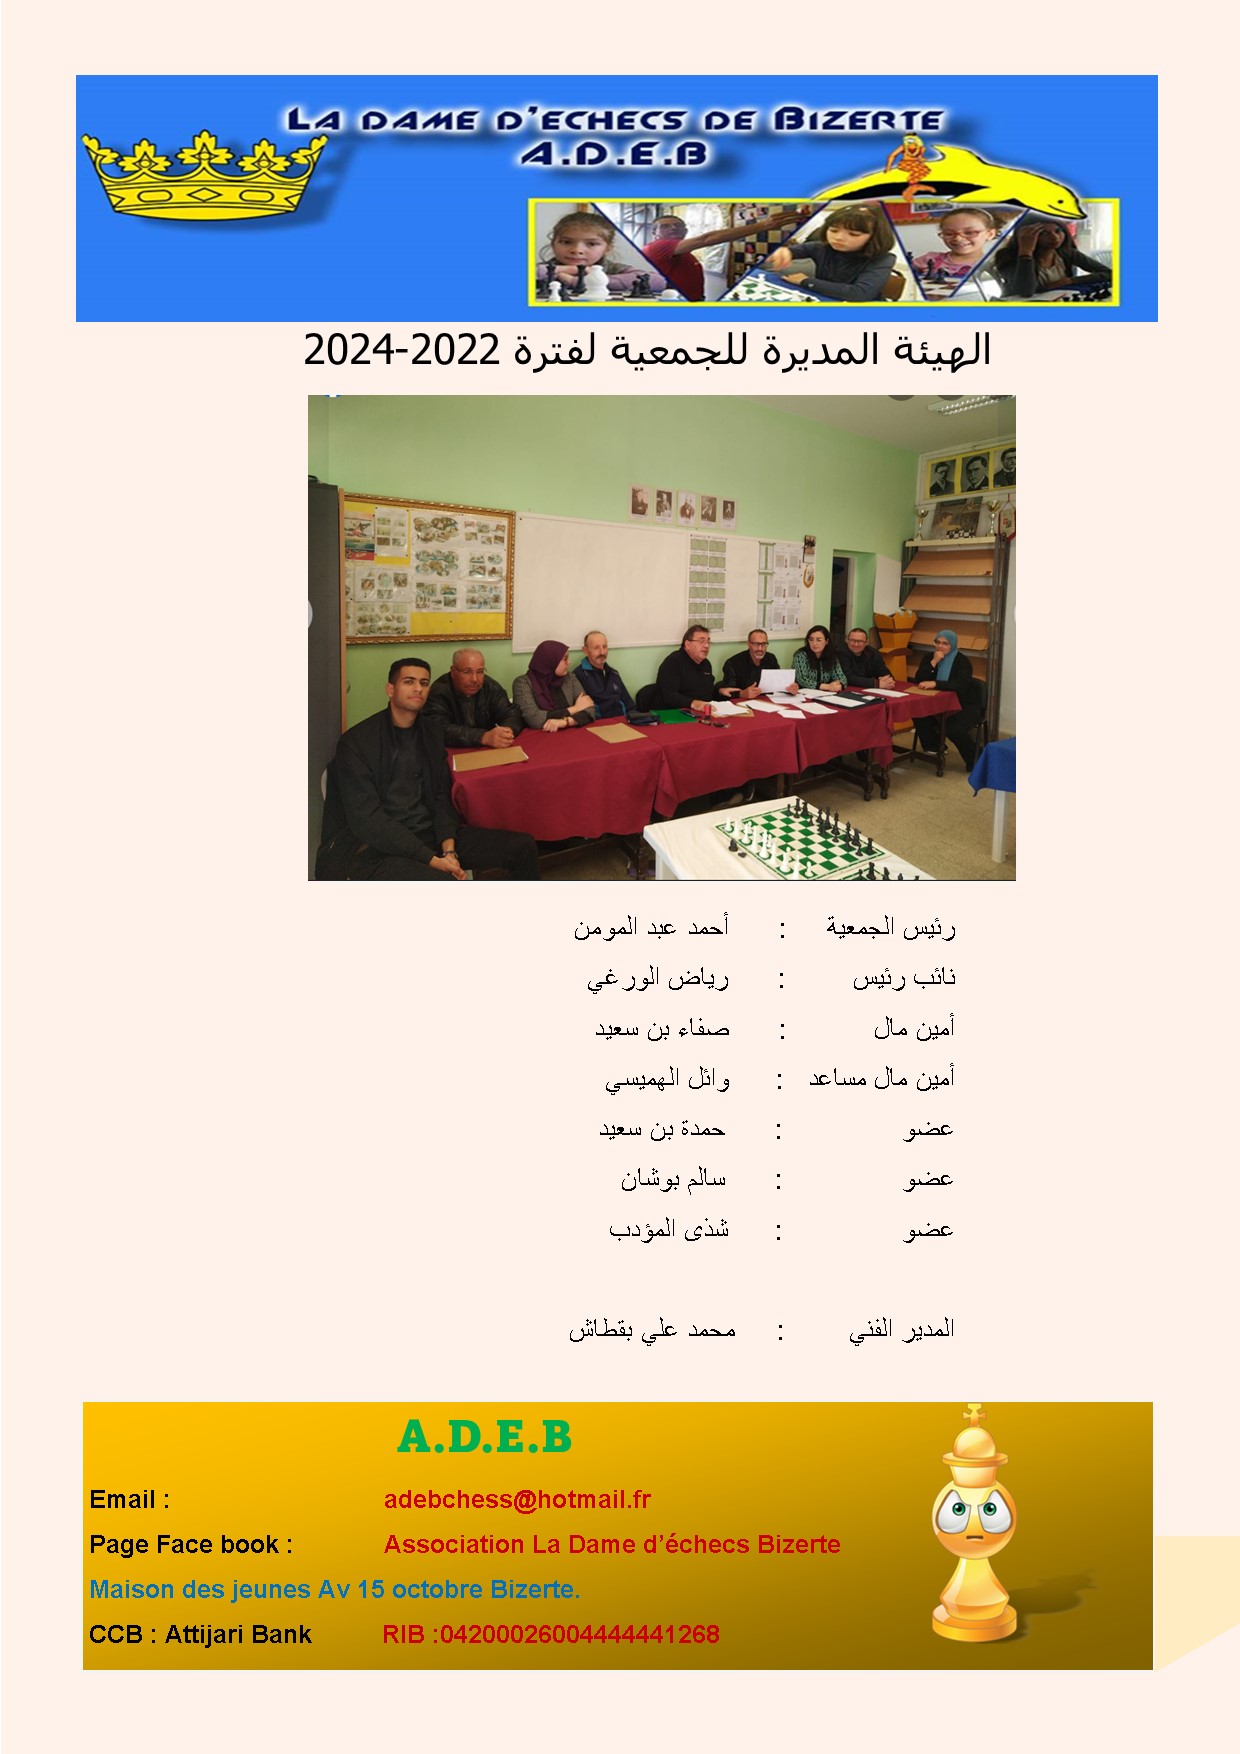 La dame d'echecs de Bizerte
A.D.E.B
الهيئة المديرة للجمعية لفترة 2022-2024
رئيس الجمعية : أحمد عبد المومن
نائب رئيس : رياض الورغي
أمين مال : صفاء بن سعيد
أمين مال مساعد : وائل الهميسي
عضو : حمدة بن سعيد
عضو : سالم بوشان
عضو : شذى المؤدب
المدير الفني : محمد علي بقطاش
A.D.E.B
Email : adebchess@hotmail.fr
Page Face book : Association La Dame d’échecs Bizerte
Maison des jeunes Av 15 octobre Bizerte.
CCB : Attijari Bank RIB :04200026004444441268